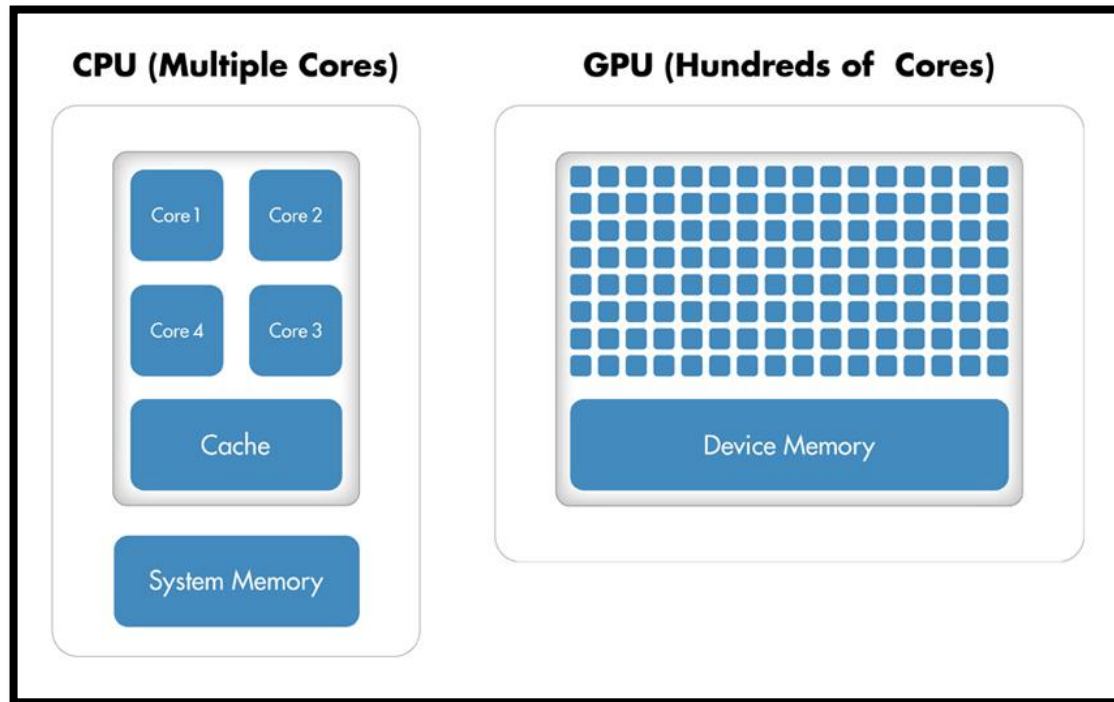 CPU (Multiple Cores)
GPU (Hundreds of Cores)
Core 1
Core 2
Core 4
Core 3
Cache
System Memory
Device Memory